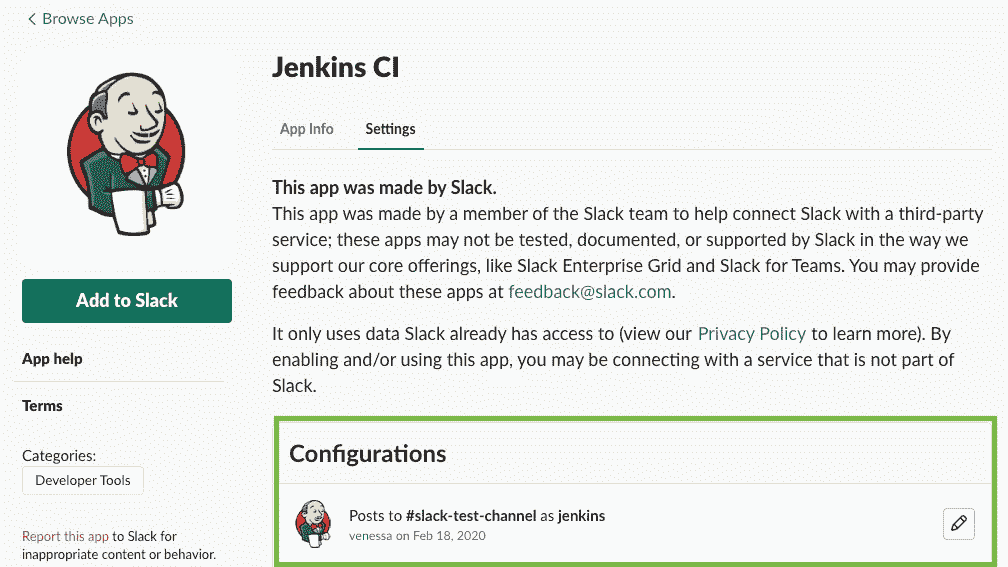 Browse Apps
Jenkins CI
App Info
Settings
This app was made by Slack.
This app was made by a member of the Slack team to help connect Slack with a third-party
service; these apps may not be tested, documented, or supported by Slack in the way we
support our core offerings, like Slack Enterprise Grid and Slack for Teams. You may provide
feedback about these apps at feedback@slack.com.
It only uses data Slack already has access to (view our Privacy Policy to learn more). By
enabling and/or using this app, you may be connecting with a service that is not part of
Slack.
Add to Slack
App help
Terms
Categories:
Developer Tools
Report this app to Slack for
inappropriate content or behavior.
Configurations
Posts to #slack-test-channel as jenkins
venessa on Feb 18, 2020